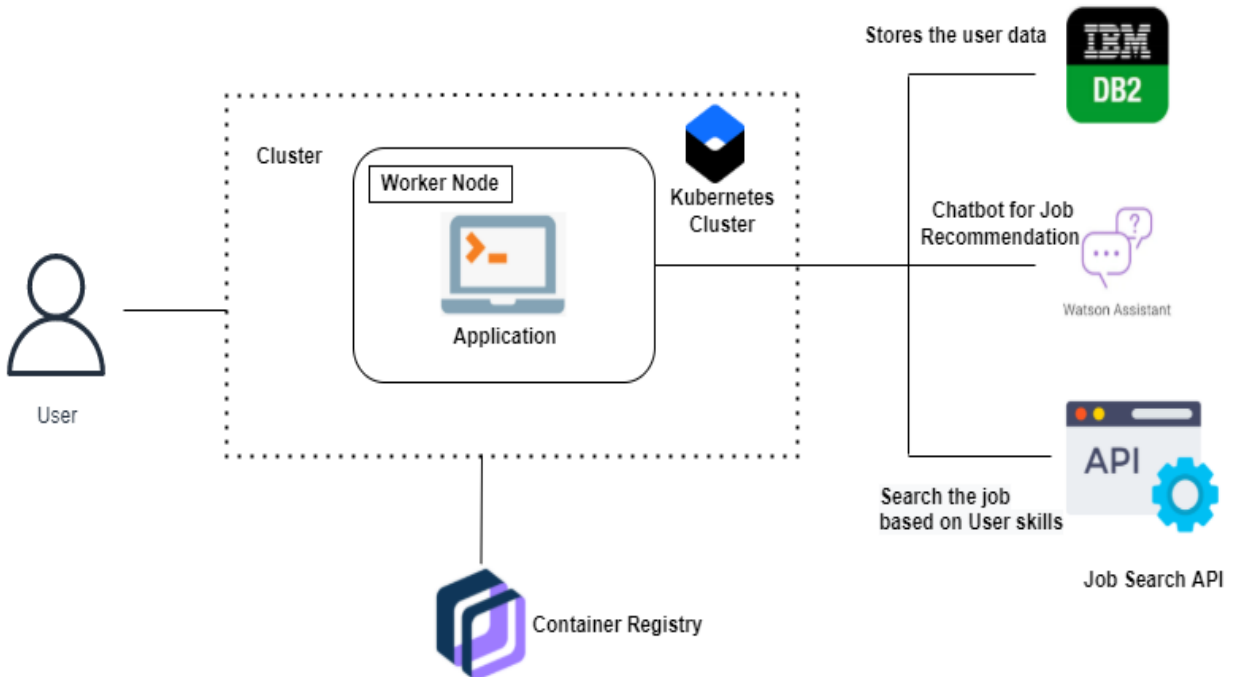 Stores the user data
IBM
DB2
Cluster
Worker Node
Kubernetes
Cluster
Application
Chatbot for Job
Recommendation
?
Watson Assistant
User
API
Search the job
based on User skills
Job Search API
Container Registry